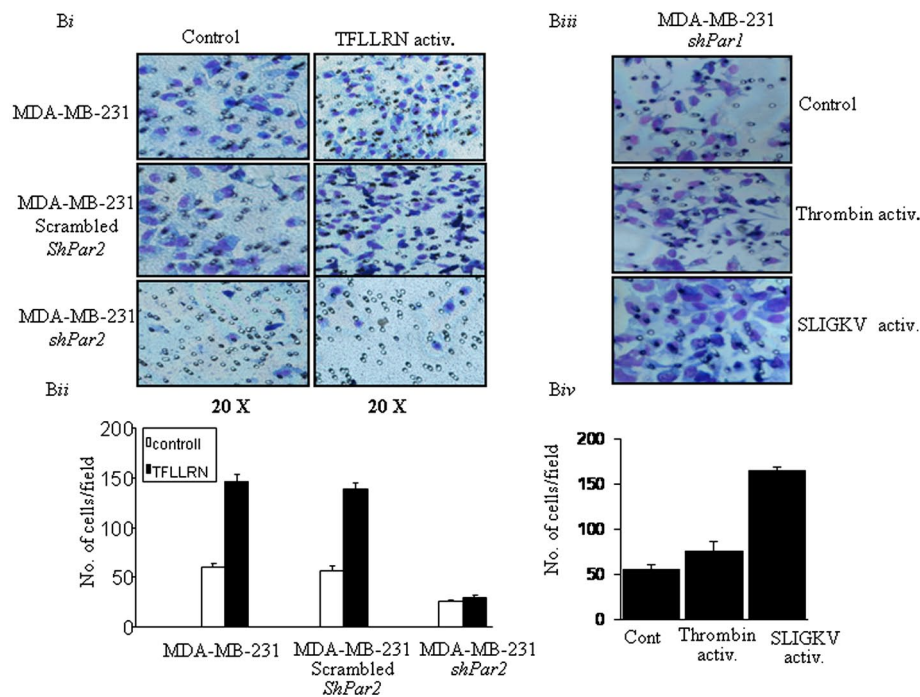 Bi
Control
TFLLRN activ.
MDA-MB-231
MDA-MB-231
Scrambled
ShPar2
MDA-MB-231
shPar2
20 X
20 X
Biii
MDA-MB-231
shPar1
Control
Thrombin activ.
SLIGKV activ.
Bii
controll
TFLLRN
No. of cells/field
200
150
100
50
0
MDA-MB-231
MDA-MB-231
Scrambled
ShPar2
MDA-MB-231
shPar2
Biv
No. of cells/field
200
150
100
50
0
Cont
Thrombin
activ.
SLIGKV
activ.